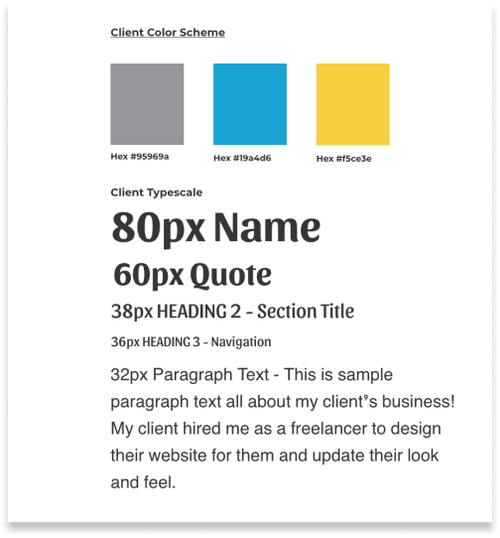 Client Color Scheme
Hex #95969a
Hex #19a4d6
Hex #f5ce3e
Client Typescale
80px Name
60px Quote
38px HEADING 2 - Section Title
36px HEADING 3 - Navigation
32px Paragraph Text - This is sample
paragraph text all about my client’s business!
My client hired me as a freelancer to design
their website for them and update their look
and feel.